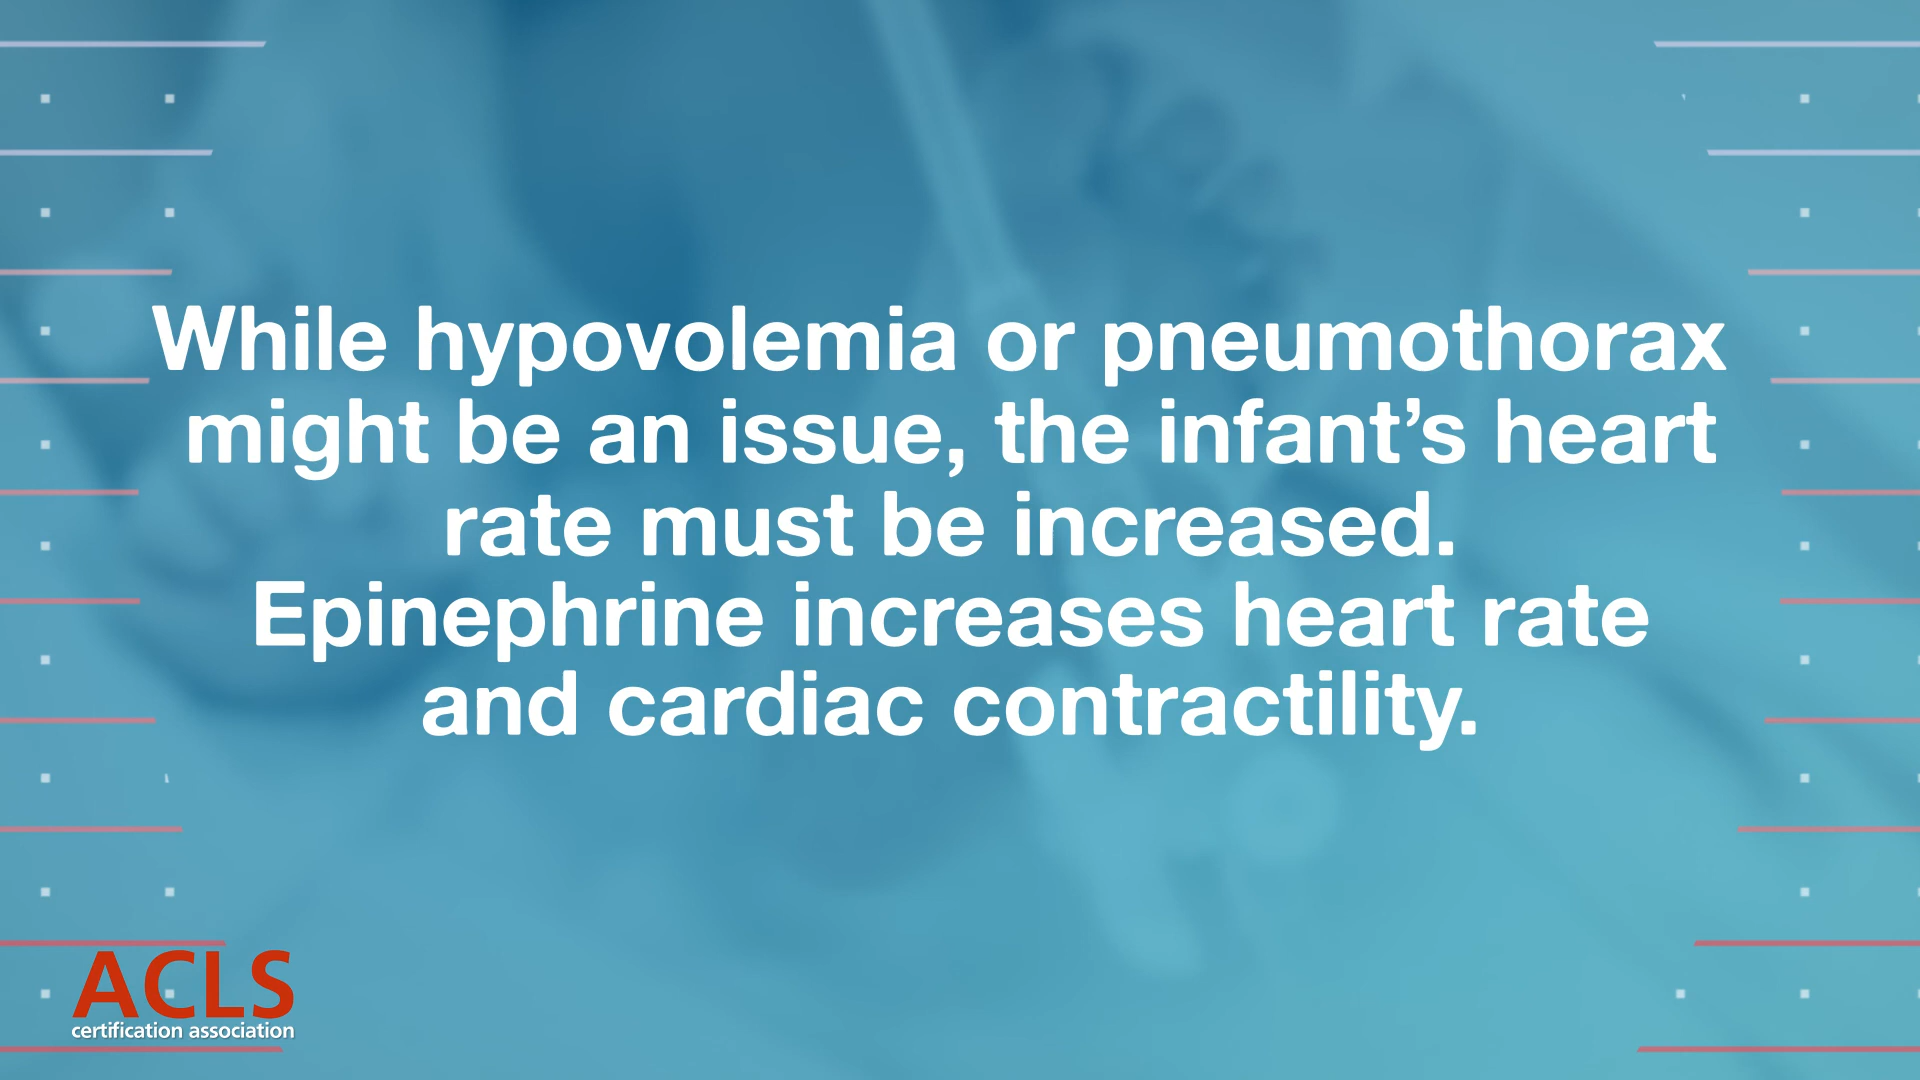 While hypovolemia or pneumothorax
might be an issue, the infant’s heart
rate must be increased.
Epinephrine increases heart rate
and cardiac contractility.
ACLS
certification association